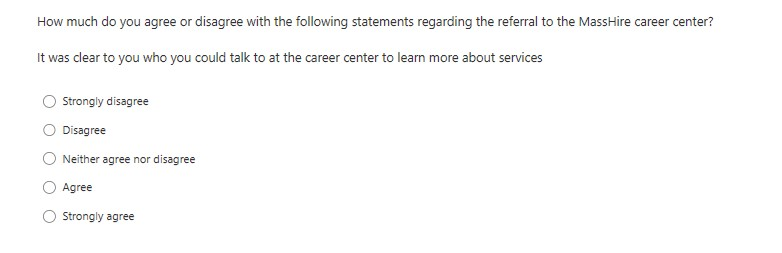 How much do you agree or disagree with the following statements regarding the referral to the MassHire career center?
It was clear to you who you could talk to at the career center to learn more about services
Strongly disagree
Disagree
Neither agree nor disagree
Agree
Strongly agree